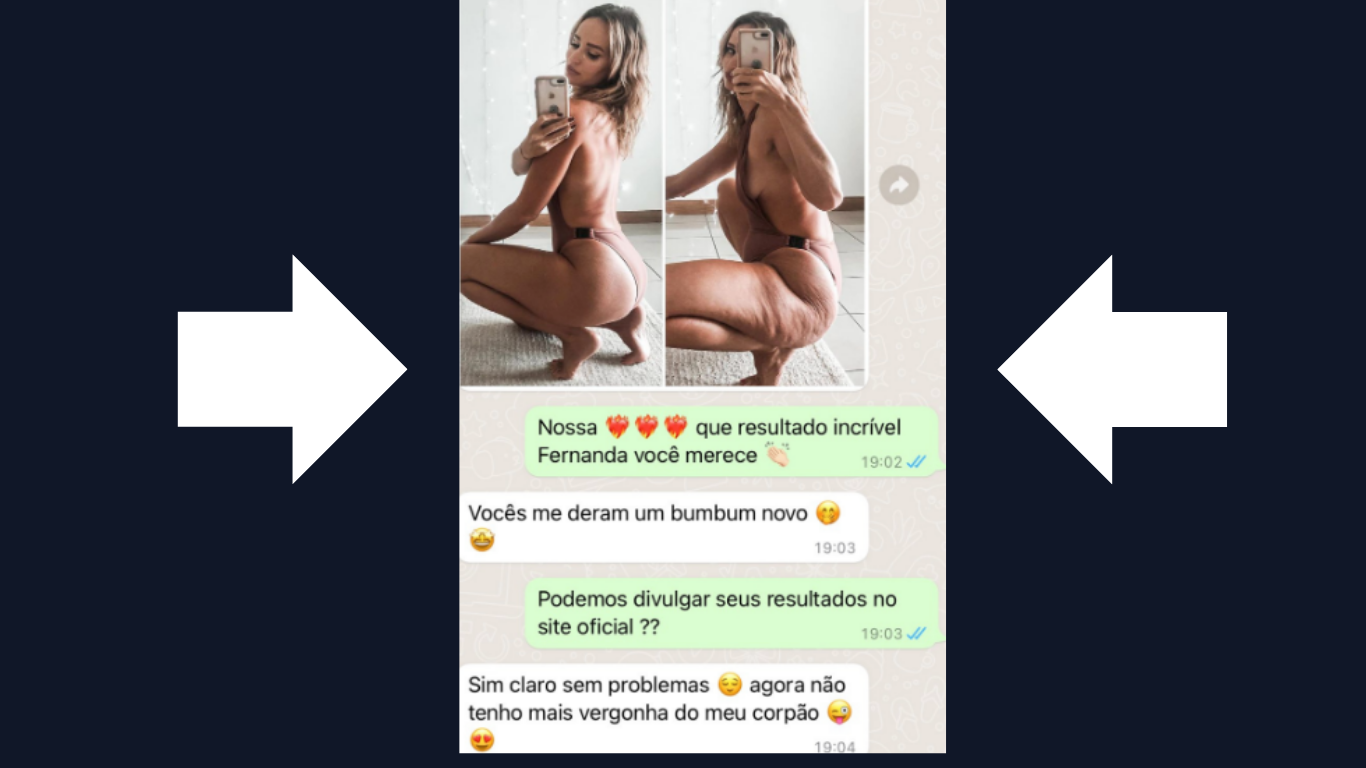 Nossa ❤️‍🔥❤️‍🔥❤️‍🔥 que resultado incrível
Fernanda você merece 👏🏻
19:02
Vocês me deram um bumbum novo 🤭
🤩
19:03
Podemos divulgar seus resultados no
site oficial ??
19:03
Sim claro sem problemas 😌 agora não
tenho mais vergonha do meu corpão 😜
😍
19:04